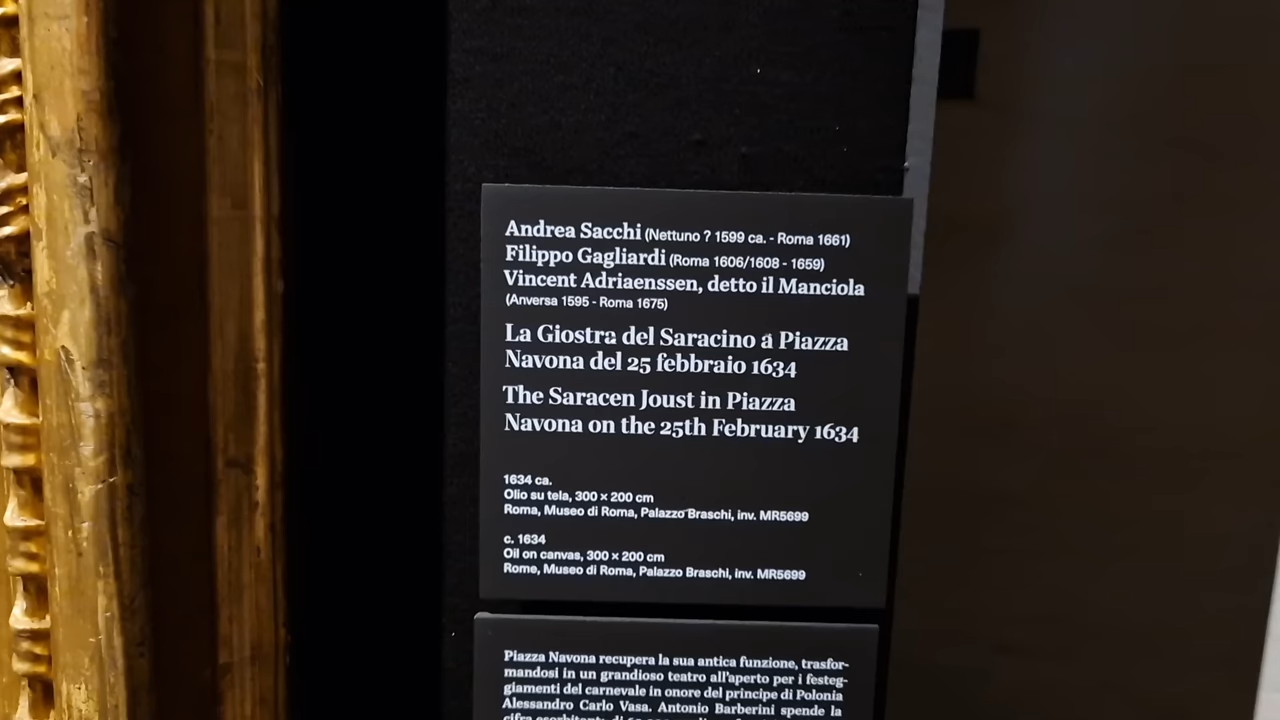 Andrea Sacchi (Nettuno ? 1599 ca. - Roma 1661)
Filippo Gagliardi (Roma 1606/1608 - 1659)
Vincent Adriaenssen, detto il Manciola
(Anversa 1595 - Roma 1675)
La Giostra del Saracino a Piazza
Navona del 25 febbraio 1634
The Saracen Joust in Piazza
Navona on the 25th February 1634
1634 ca.
Olio su tela, 300 × 200 cm
Roma, Museo di Roma, Palazzo Braschi, inv. MR5699
c. 1634
Oil on canvas, 300 × 200 cm
Rome, Museo di Roma, Palazzo Braschi, inv. MR5699
Piazza Navona recupera la sua antica funzione, trasfor-
mandosi in un grandioso teatro all'aperto per i festeg-
giamenti del carnevale in onore del principe di Polonia
Alessandro Carlo Vasa. Antonio Barberini spende la
cifra